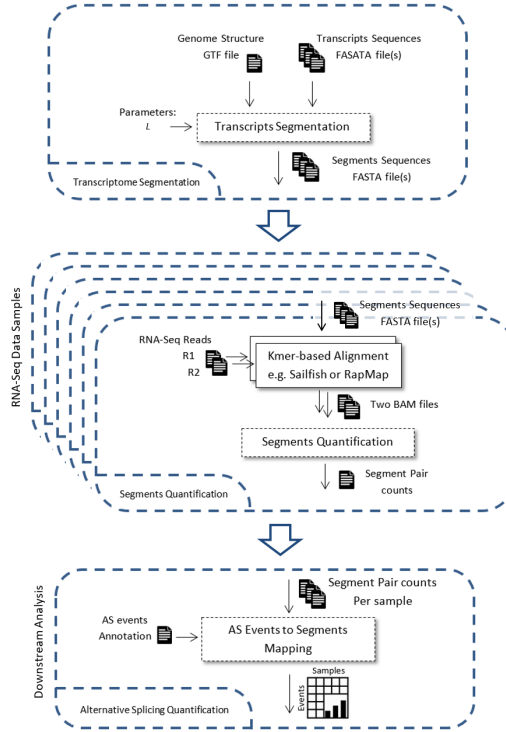 Genome Structure
GTF file
Transcripts Sequences
FASATA file(s)
Parameters:
L
Transcripts Segmentation
Segments Sequences
FASTA file(s)
Transcriptome Segmentation
RNA-Seq Data Samples
Segments Sequences
FASTA file(s)
RNA-Seq Reads
R1
R2
Kmer-based Alignment
e.g. Sailfish or RapMap
Two BAM files
Segments Quantification
Segment Pair
counts
Segments Quantification
Downstream Analysis
Segment Pair counts
Per sample
AS events
Annotation
AS Events to Segments
Mapping
Samples
Events
Alternative Splicing Quantification